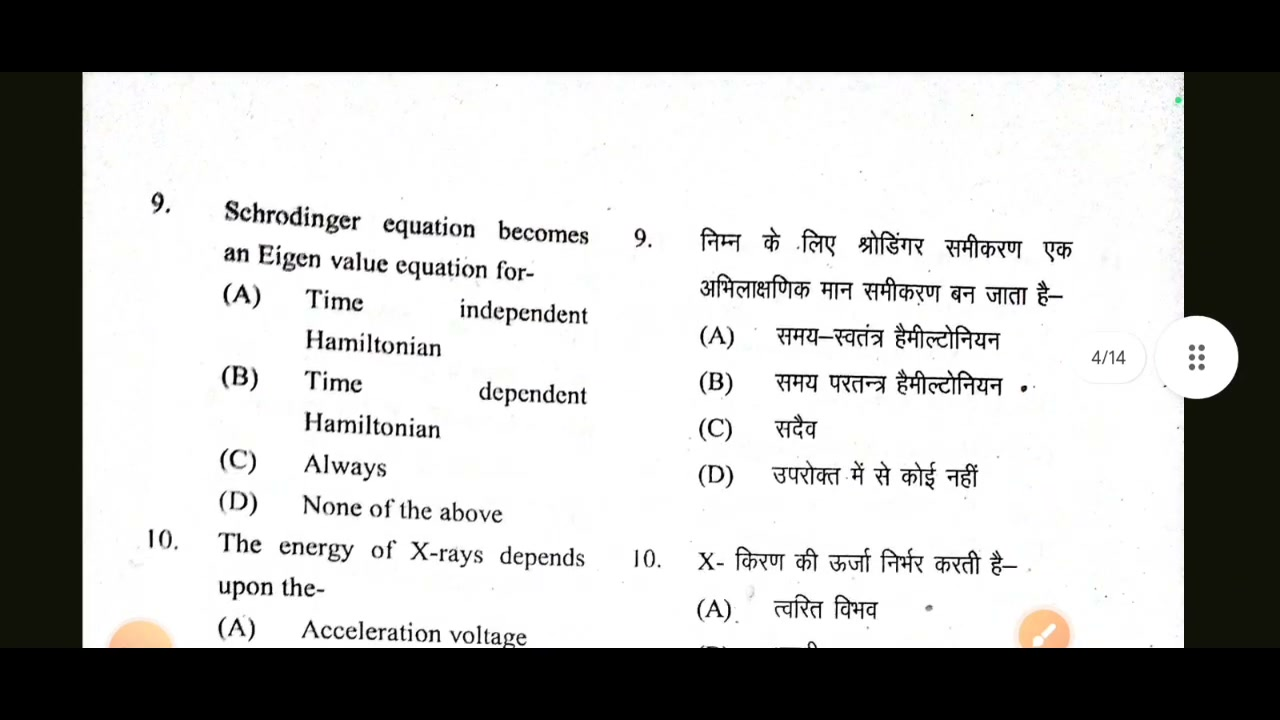 9.
Schrodinger equation becomes
an Eigen value equation for-
(A) Time independent
Hamiltonian
(B) Time dependent
Hamiltonian
(C) Always
(D) None of the above
10. The energy of X-rays depends
upon the-
(A) Acceleration voltage
9. निम्न के लिए श्रोडिंगर समीकरण एक
अभिलाक्षणिक मान समीकरण बन जाता है–
(A) समय–स्वतंत्र हैमील्टोनियन
(B) समय परतन्त्र हैमील्टोनियन
(C) सदैव
(D) उपरोक्त में से कोई नहीं
10. X- किरण की ऊर्जा निर्भर करती है–
(A) त्वरित विभव
4/14